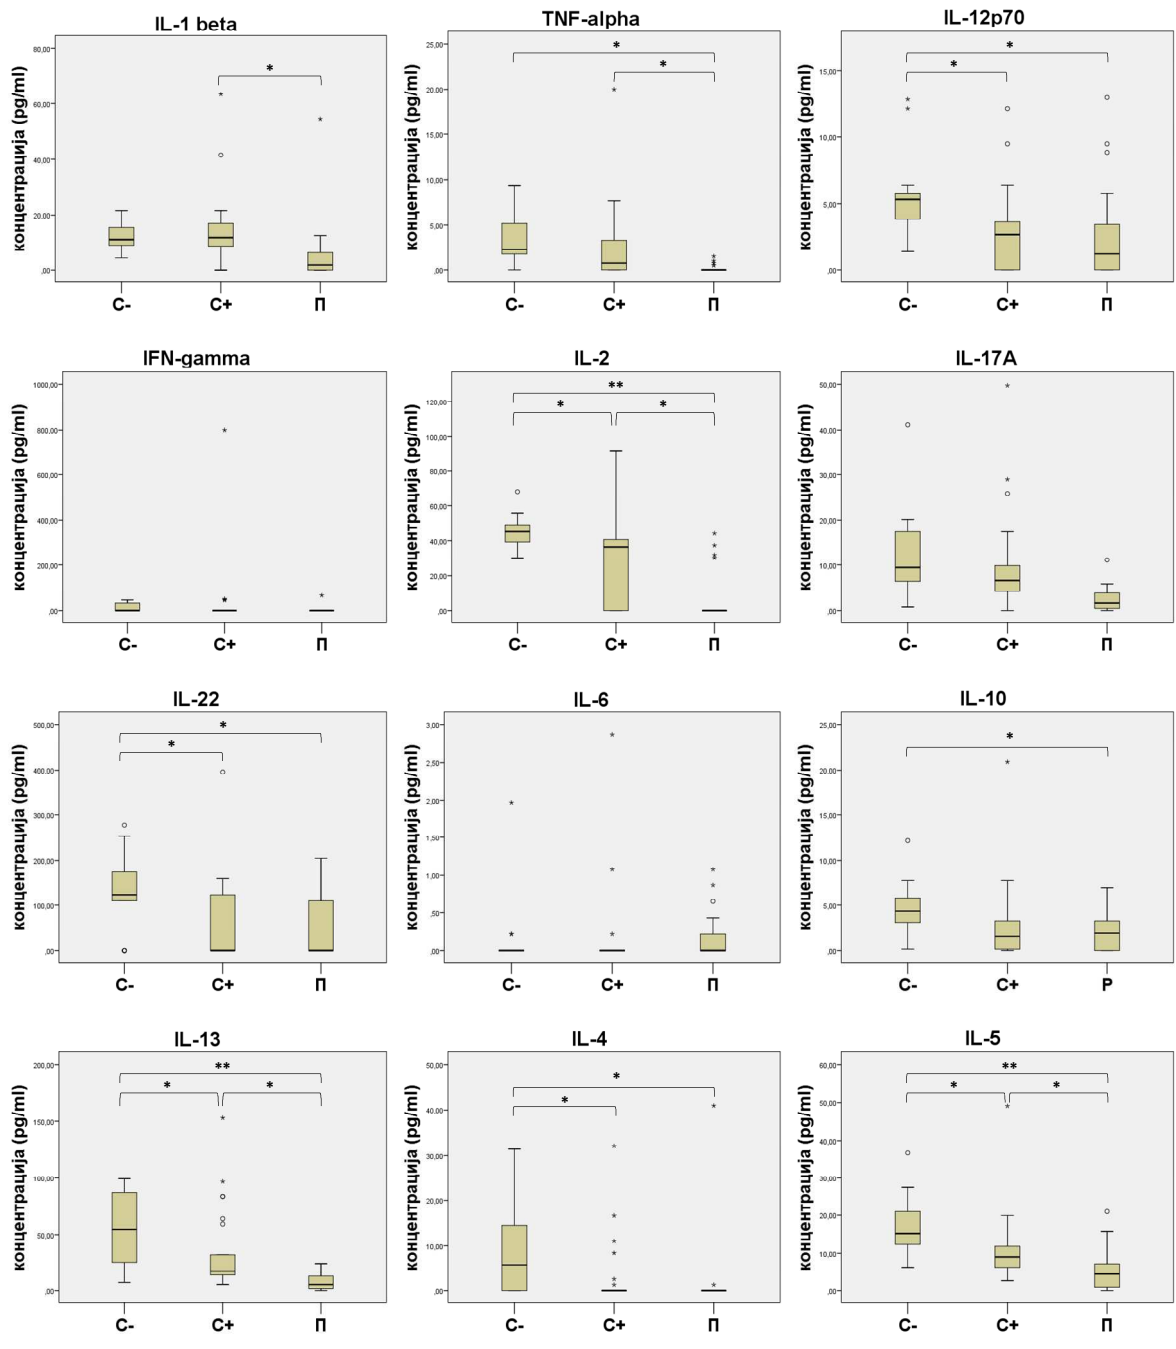 IL-1 beta
концентрација (pg/ml)
80,00
60,00
40,00
20,00
,00
*
C-
C+
П
TNF-alpha
концентрација (pg/ml)
25,00
20,00
15,00
10,00
5,00
,00
*
*
C-
C+
П
IL-12p70
концентрација (pg/ml)
15,00
10,00
5,00
,00
*
*
C-
C+
П
IFN-gamma
концентрација (pg/ml)
1000,00
800,00
600,00
400,00
200,00
,00
C-
C+
П
IL-2
концентрација (pg/ml)
120,00
100,00
80,00
60,00
40,00
20,00
,00
**
*
*
C-
C+
П
IL-17A
концентрација (pg/ml)
50,00
40,00
30,00
20,00
10,00
,00
C-
C+
П
IL-22
концентрација (pg/ml)
500,00
400,00
300,00
200,00
100,00
,00
*
*
C-
C+
П
IL-6
концентрација (pg/ml)
3,00
2,50
2,00
1,50
1,00
,50
,00
C-
C+
П
IL-10
концентрација (pg/ml)
25,00
20,00
15,00
10,00
5,00
,00
*
C-
C+
P
IL-13
концентрација (pg/ml)
200,00
150,00
100,00
50,00
,00
**
*
*
C-
C+
П
IL-4
концентрација (pg/ml)
50,00
40,00
30,00
20,00
10,00
,00
*
*
C-
C+
П
IL-5
концентрација (pg/ml)
60,00
50,00
40,00
30,00
20,00
10,00
,00
**
*
*
C-
C+
П